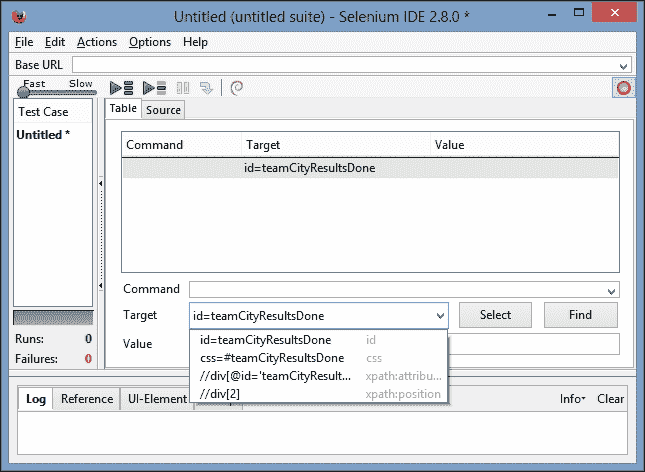 Untitled (untitled suite) - Selenium IDE 2.8.0 *
File Edit Actions Options Help
Base URL
Fast Slow
Test Case
Untitled *
Table Source
Command Target Value
id=teamCityResultsDone
Command
Target id=teamCityResultsDone Select Find
Value
id=teamCityResultsDone id
css=#teamCityResultsDone css
//div[@id='teamCityResult... xpath:attribu...
//div[2] xpath:position
Runs: 0
Failures: 0
Log Reference UI-Element Info Clear